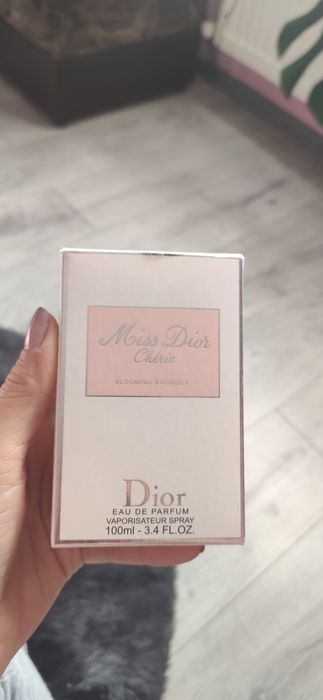 Miss Dior
Chérie
BLOOMING BOUQUET
Dior
EAU DE PARFUM
VAPORISATEUR SPRAY
100ml - 3.4 FL.OZ.